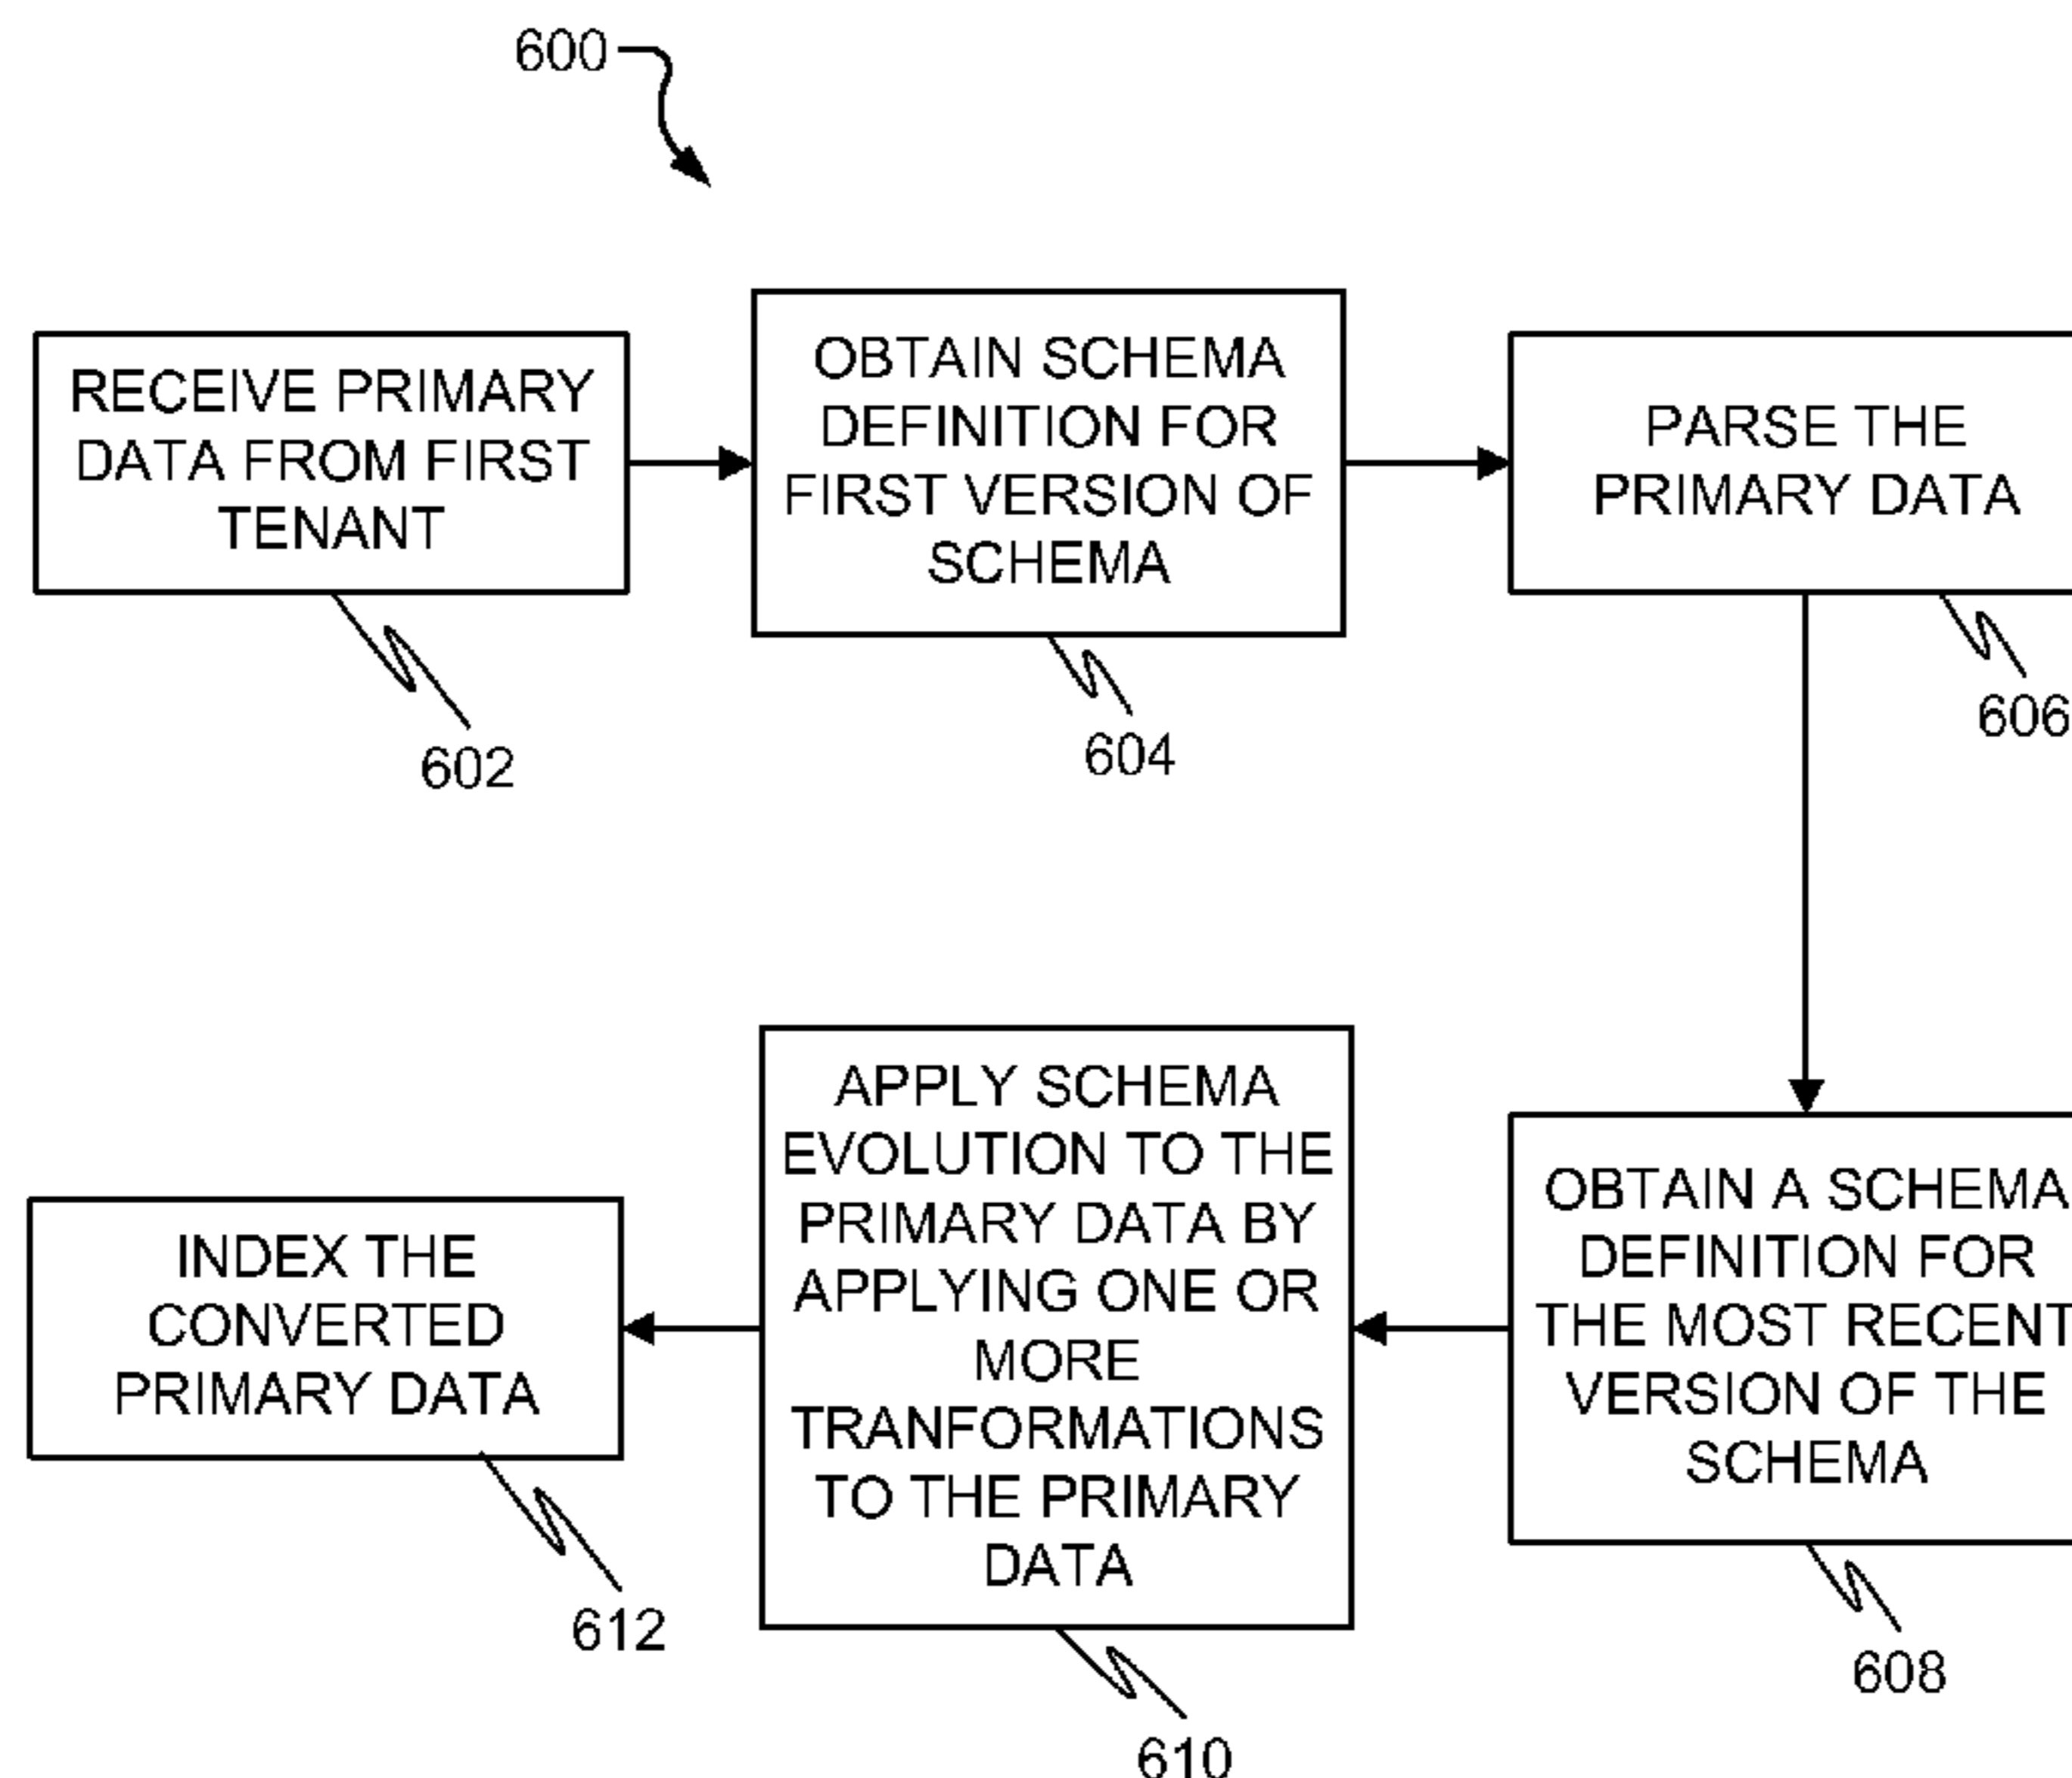 600
RECEIVE PRIMARY
DATA FROM FIRST
TENANT
602
OBTAIN SCHEMA
DEFINITION FOR
FIRST VERSION OF
SCHEMA
604
PARSE THE
PRIMARY DATA
606
OBTAIN A SCHEMA
DEFINITION FOR
THE MOST RECENT
VERSION OF THE
SCHEMA
608
APPLY SCHEMA
EVOLUTION TO THE
PRIMARY DATA BY
APPLYING ONE OR
MORE
TRANFORMATIONS
TO THE PRIMARY
DATA
610
INDEX THE
CONVERTED
PRIMARY DATA
612